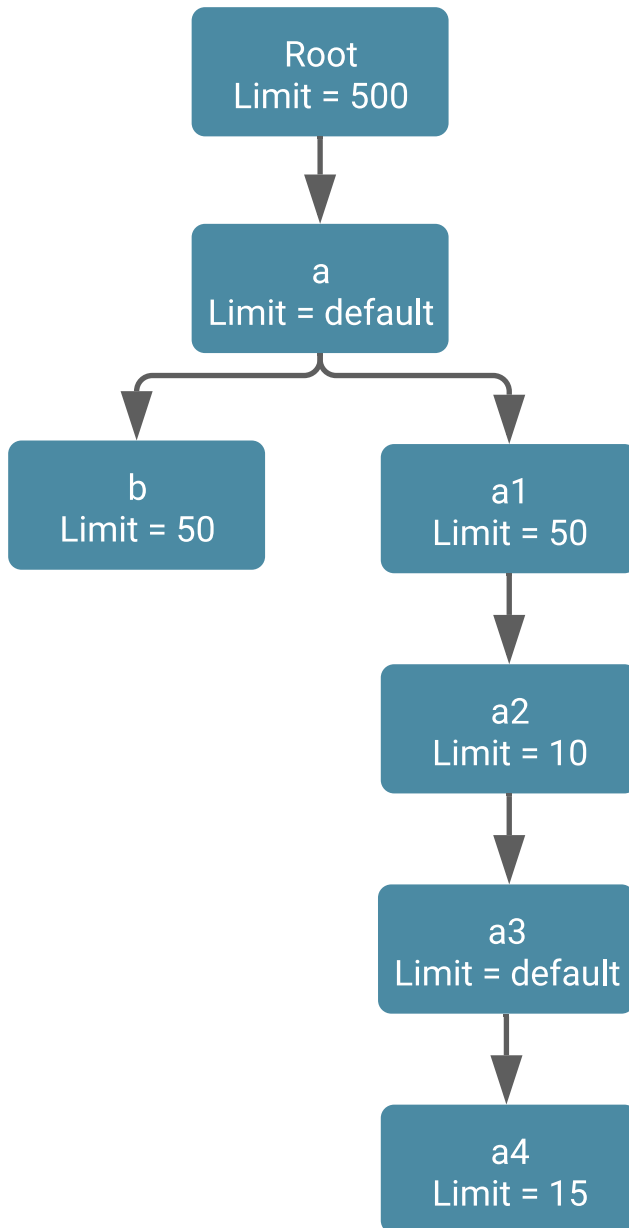 Root
Limit = 500
a
Limit = default
b
Limit = 50
a1
Limit = 50
a2
Limit = 10
a3
Limit = default
a4
Limit = 15